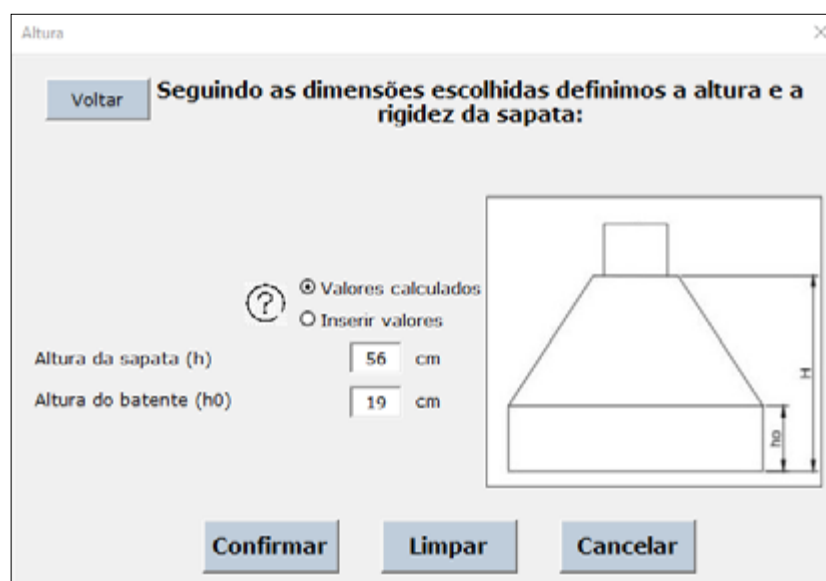 Altura
Voltar
Seguindo as dimensões escolhidas definimos a altura e a
rigidez da sapata:
?
Valores calculados
Inserir valores
Altura da sapata (h) 56 cm
Altura do batente (h0) 19 cm
H
ho
Confirmar Limpar Cancelar